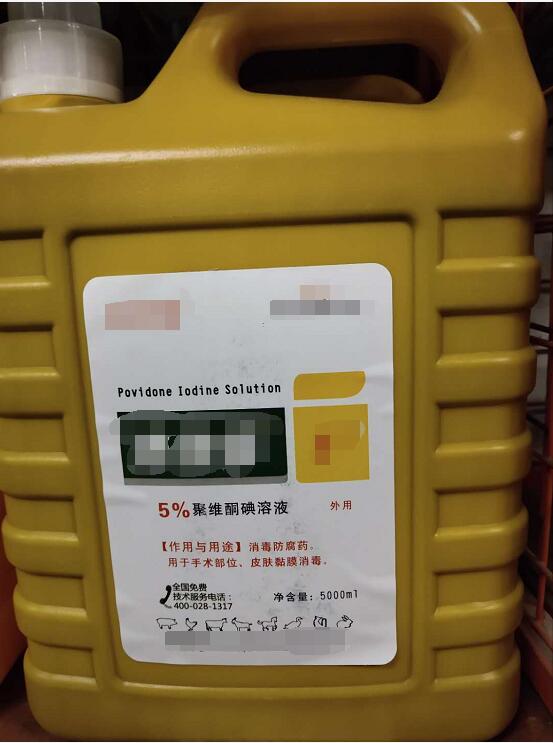 Povidone Iodine Solution
5%聚维酮碘溶液
外用
【作用与用途】消毒防腐药。
用于手术部位、皮肤黏膜消毒。
全国免费
技术服务电话:
400-028-1317
净含量: 5000ml